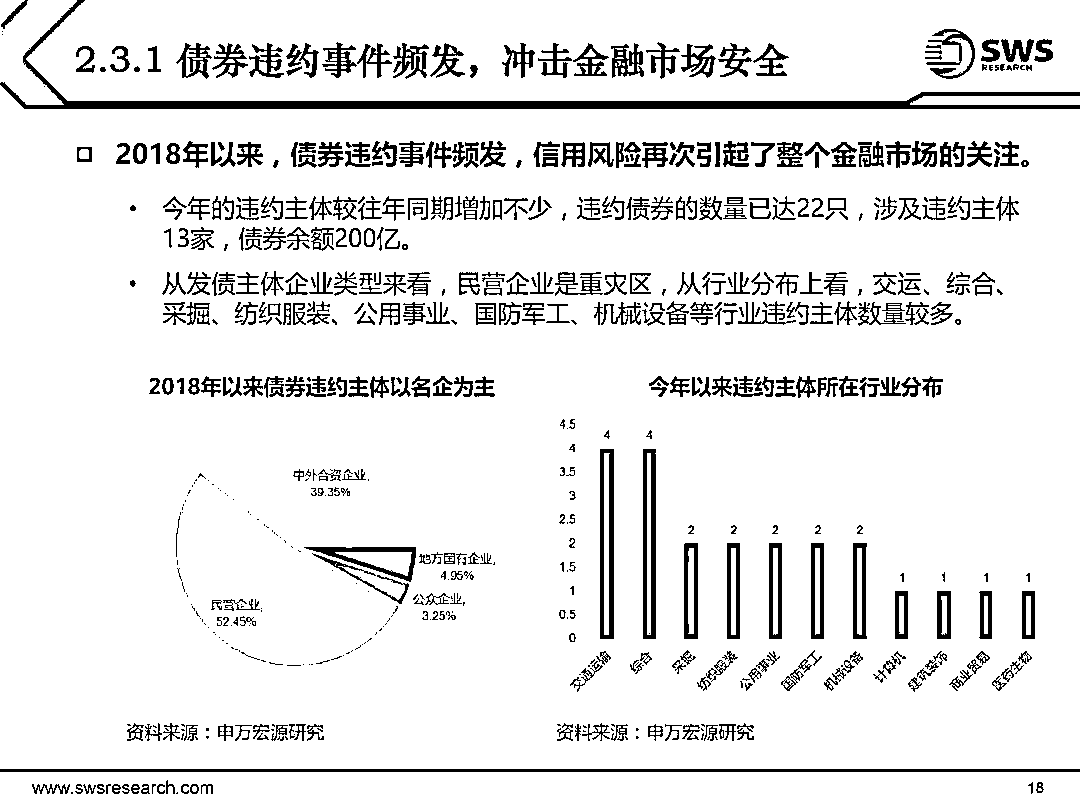 2.3.1 债券违约事件频发，冲击金融市场安全
SWS
RESEARCH
2018年以来，债券违约事件频发，信用风险再次引起了整个金融市场的关注。
• 今年的违约主体较往年同期增加不少，违约债券的数量已达22只，涉及违约主体
13家，债券余额200亿。
• 从发债主体企业类型来看，民营企业是重灾区，从行业分布上看，交运、综合、
采掘、纺织服装、公用事业、国防军工、机械设备等行业违约主体数量较多。
2018年以来债券违约主体以名企为主
中外合资企业,
39.35%
地方国有企业,
4.95%
公众企业,
3.25%
民营企业,
52.45%
资料来源：申万宏源研究
今年以来违约主体所在行业分布
4.5
4
3.5
3
2.5
2
1.5
1
0.5
0
4 4 2 2 2 2 2 1 1 1 1
交通运输 综合 采掘 纺织服装 公用事业 国防军工 机械设备 计算机 建筑装饰 商业贸易 医药生物
资料来源：申万宏源研究
www.swsresearch.com
18